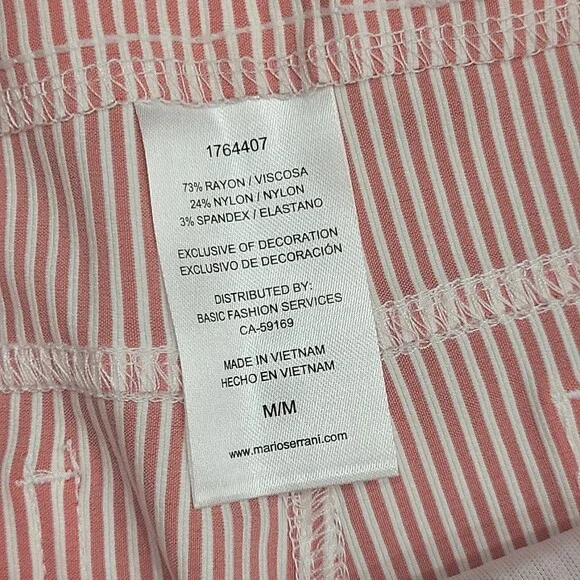 1764407
73% RAYON / VISCOSA
24% NYLON / NYLON
3% SPANDEX / ELASTANO
EXCLUSIVE OF DECORATION
EXCLUSIVO DE DECORACIÓN
DISTRIBUTED BY:
BASIC FASHION SERVICES
CA-59169
MADE IN VIETNAM
HECHO EN VIETNAM
M/M
www.marioserrani.com